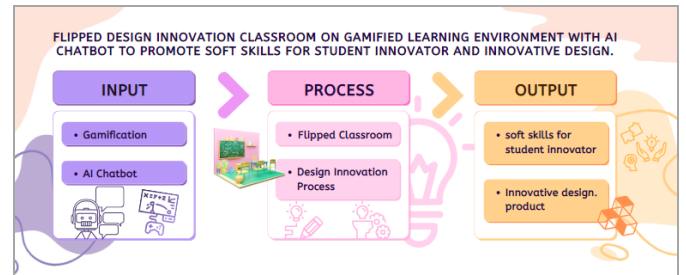 FLIPPED DESIGN INNOVATION CLASSROOM ON GAMIFIED LEARNING ENVIRONMENT WITH AI
CHATBOT TO PROMOTE SOFT SKILLS FOR STUDENT INNOVATOR AND INNOVATIVE DESIGN.
INPUT
• Gamification
• AI Chatbot
X=P+Z
PROCESS
• Flipped Classroom
• Design Innovation
Process
OUTPUT
• soft skills for
student innovator
• Innovative design.
product